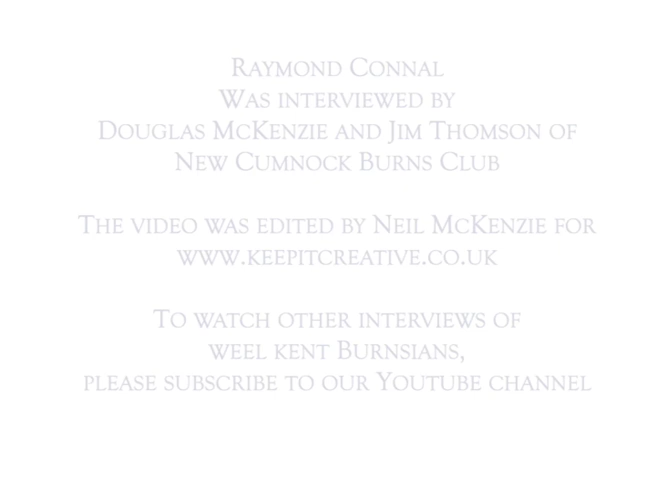 Raymond Connal
Was interviewed by
Douglas McKenzie and Jim Thomson of
New Cumnock Burns Club
The video was edited by Neil McKenzie for
www.keepitcreative.co.uk
To watch other interviews of
weel kent Burnsians,
please subscribe to our Youtube channel